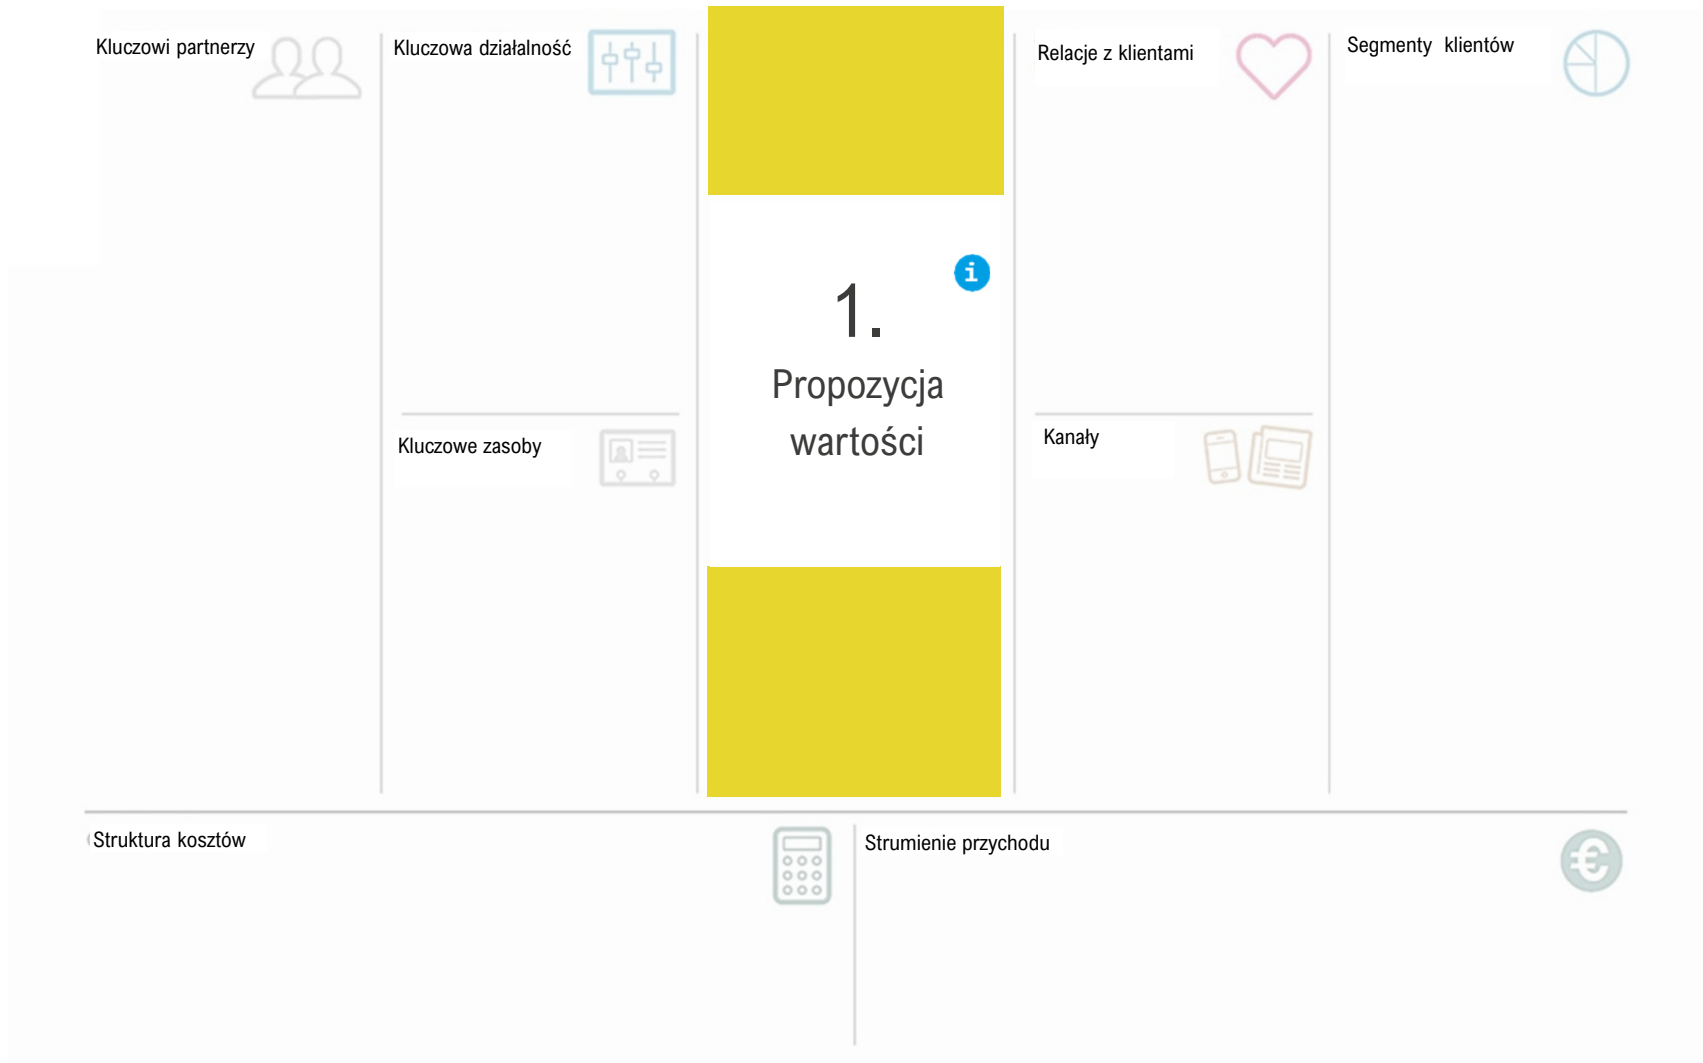 Kluczowi partnerzy
Kluczowa działalność
Relacje z klientami
Segmenty klientów
i
1.
Propozycja
wartości
Kluczowe zasoby
Kanały
Struktura kosztów
Strumienie przychodu
€